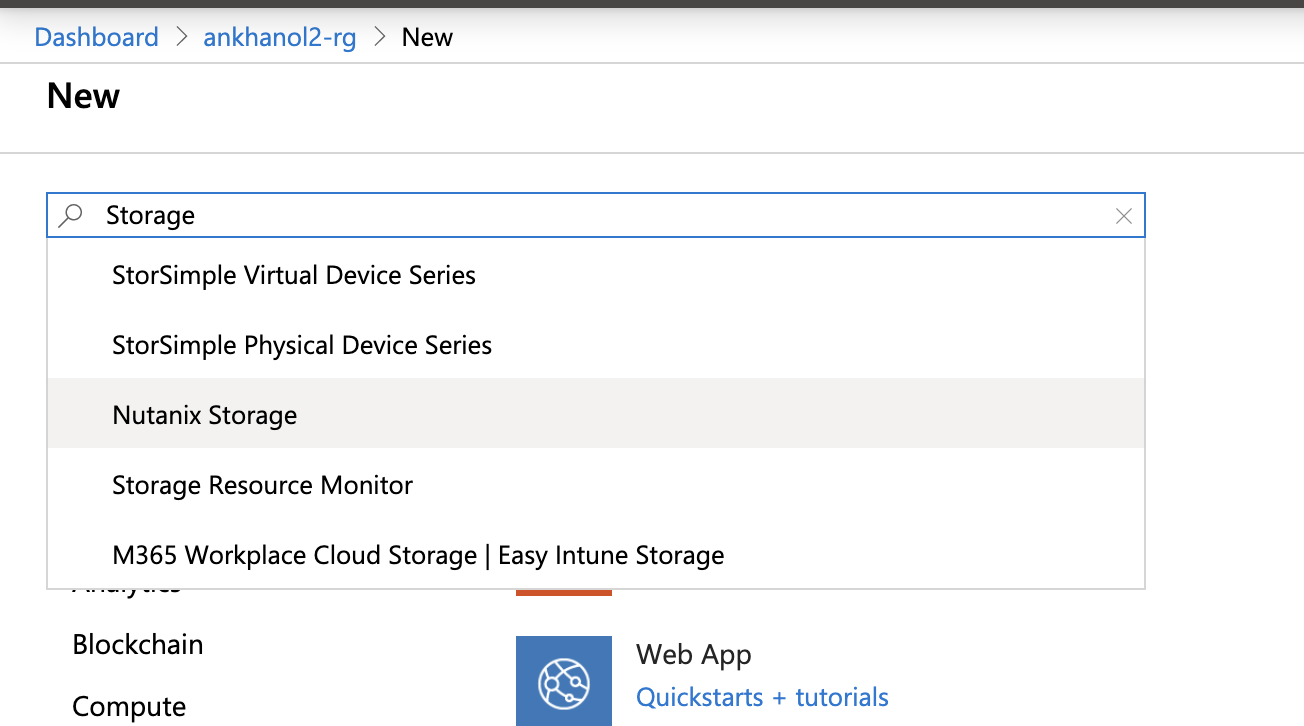 Dashboard > ankhanol2-rg > New
New
Storage
StorSimple Virtual Device Series
StorSimple Physical Device Series
Nutanix Storage
Storage Resource Monitor
M365 Workplace Cloud Storage | Easy Intune Storage
Analytics
Blockchain
Web App
Quickstarts + tutorials
Compute